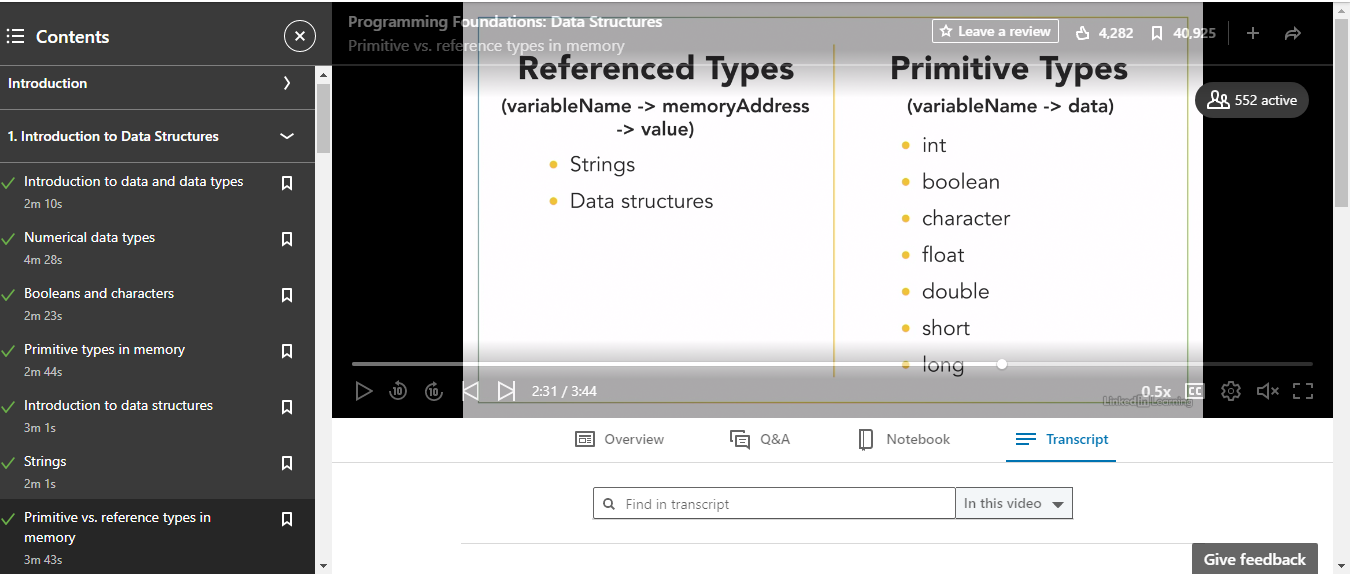 Contents
Introduction
1. Introduction to Data Structures
Introduction to data and data types
2m 10s
Numerical data types
4m 28s
Booleans and characters
2m 23s
Primitive types in memory
2m 44s
Introduction to data structures
3m 1s
Strings
2m 1s
Primitive vs. reference types in
memory
3m 43s
Programming Foundations: Data Structures
Primitive vs. reference types in memory
Leave a review
4,282
40,925
552 active
Referenced Types
(variableName -> memoryAddress
-> value)
Strings
Data structures
Primitive Types
(variableName -> data)
int
boolean
character
float
double
short
long
10
10
2:31 / 3:44
0.5x
CC
LinkedIn Learning
Overview
Q&A
Notebook
Transcript
Find in transcript
In this video
Give feedback